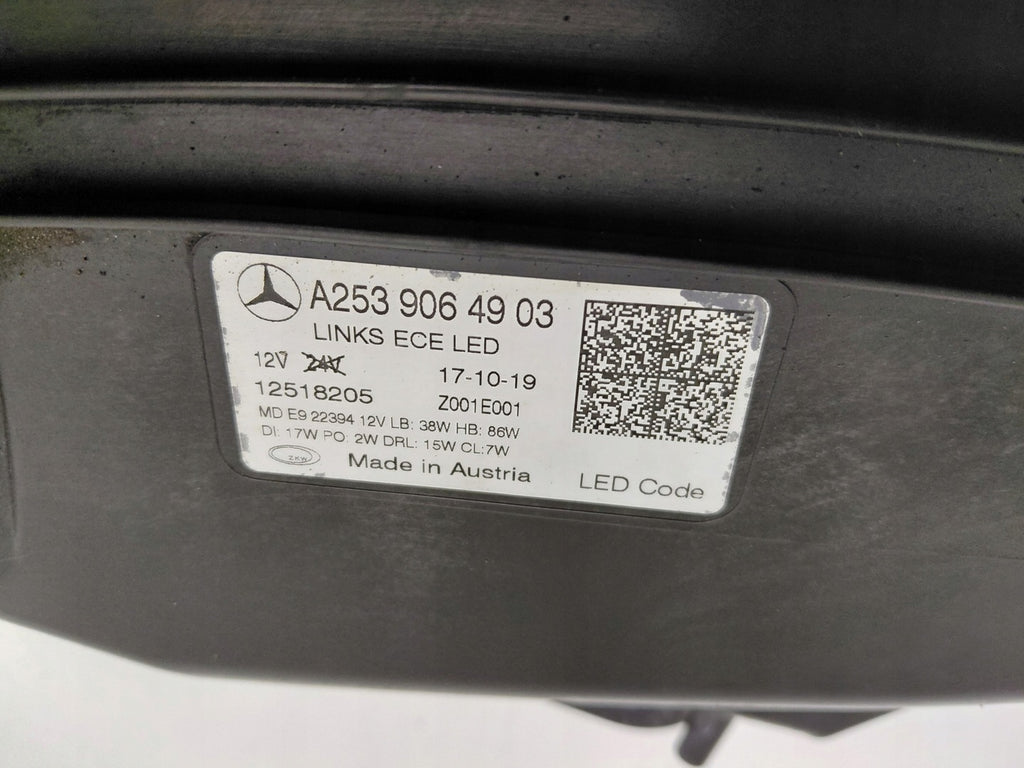 A253 906 49 03
LINKS ECE LED
12V 24V 17-10-19
12518205 Z001E001
MD E9 22394 12V LB: 38W HB: 86W
DI: 17W PO: 2W DRL: 15W CL:7W
ZKW Made in Austria
LED Code